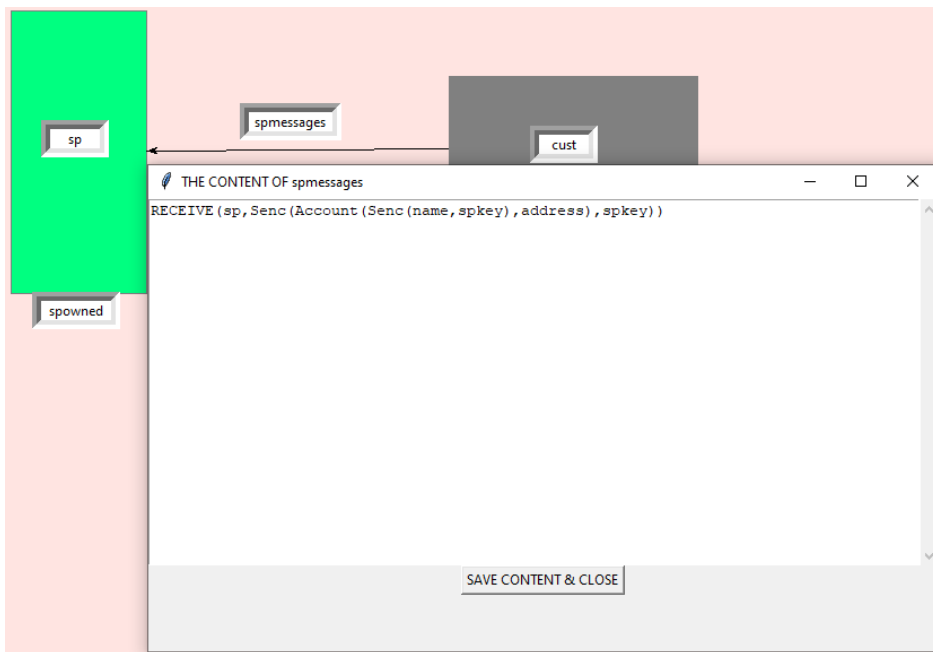 spmessages
sp
cust
THE CONTENT OF spmessages
RECEIVE(sp,Senc(Account(Senc(name,spkey),address),spkey))
spowned
SAVE CONTENT & CLOSE